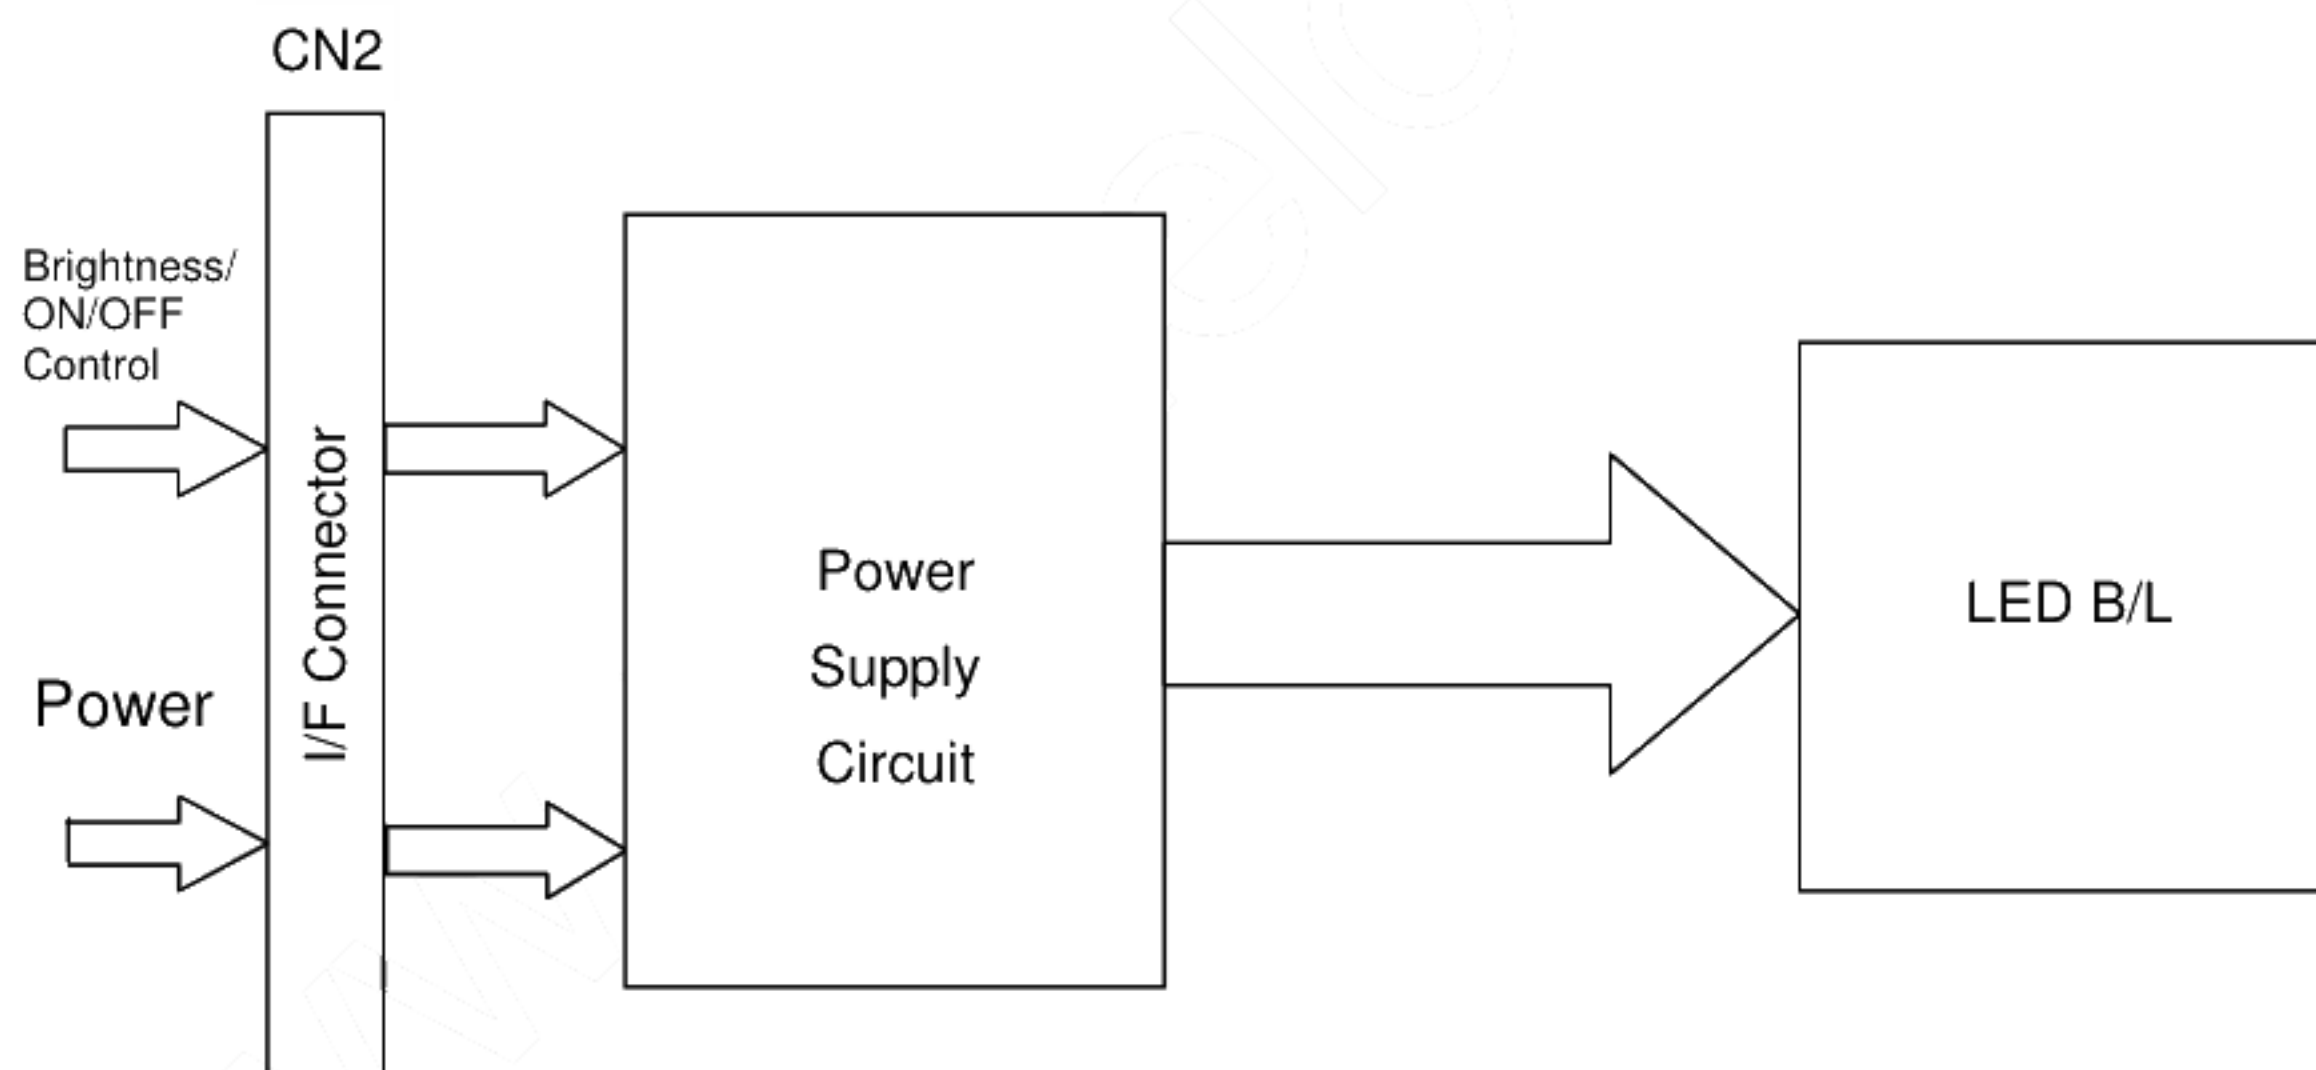 CN2
Brightness/
ON/OFF
Control
I/F Connector
Power
Power
Supply
Circuit
LED B/L